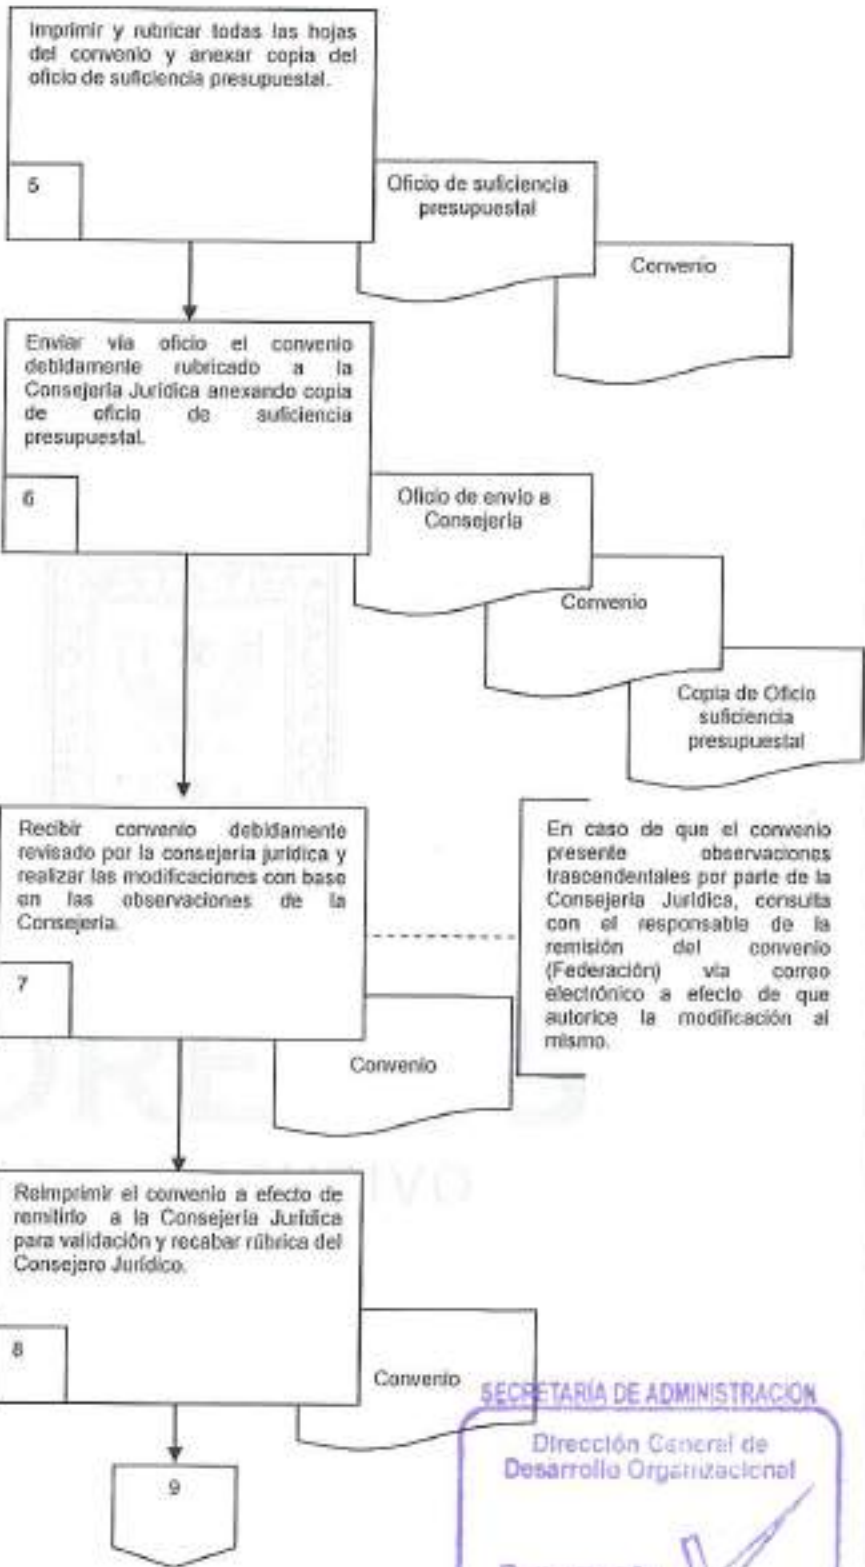 Imprimir y rubricar todas las hojas
del convenio y anexar copia del
oficio de suficiencia presupuestal.
5
Oficio de suficiencia
presupuestal
Convenio
Enviar vía oficio el convenio
debidamente rubricado a la
Consejería Jurídica anexando copia
de oficio de suficiencia
presupuestal.
6
Oficio de envío a
Consejería
Convenio
Copia de Oficio
suficiencia
presupuestal
Recibir convenio debidamente
revisado por la consejería jurídica y
realizar las modificaciones con base
en las observaciones de la
Consejería.
7
Convenio
En caso de que el convenio
presente observaciones
trascendentales por parte de la
Consejería Jurídica, consulta
con el responsable de la
remisión del convenio
(Federación) vía correo
electrónico a efecto de que
autorice la modificación al
mismo.
Reimprimir el convenio a efecto de
remitirlo a la Consejería Jurídica
para validación y recabar rúbrica del
Consejero Jurídico.
8
Convenio
9
SECRETARÍA DE ADMINISTRACIÓN
Dirección General de
Desarrollo Organizacional